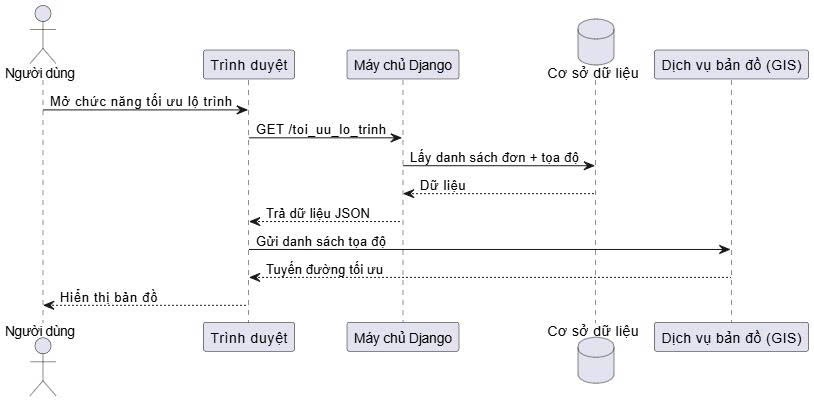 Người dùng
Trình duyệt
Máy chủ Django
Cơ sở dữ liệu
Dịch vụ bản đồ (GIS)
Mở chức năng tối ưu lộ trình
GET /toi_uu_lo_trinh
Lấy danh sách đơn + tọa độ
Dữ liệu
Trả dữ liệu JSON
Gửi danh sách tọa độ
Tuyến đường tối ưu
Hiển thị bản đồ
Người dùng
Trình duyệt
Máy chủ Django
Cơ sở dữ liệu
Dịch vụ bản đồ (GIS)